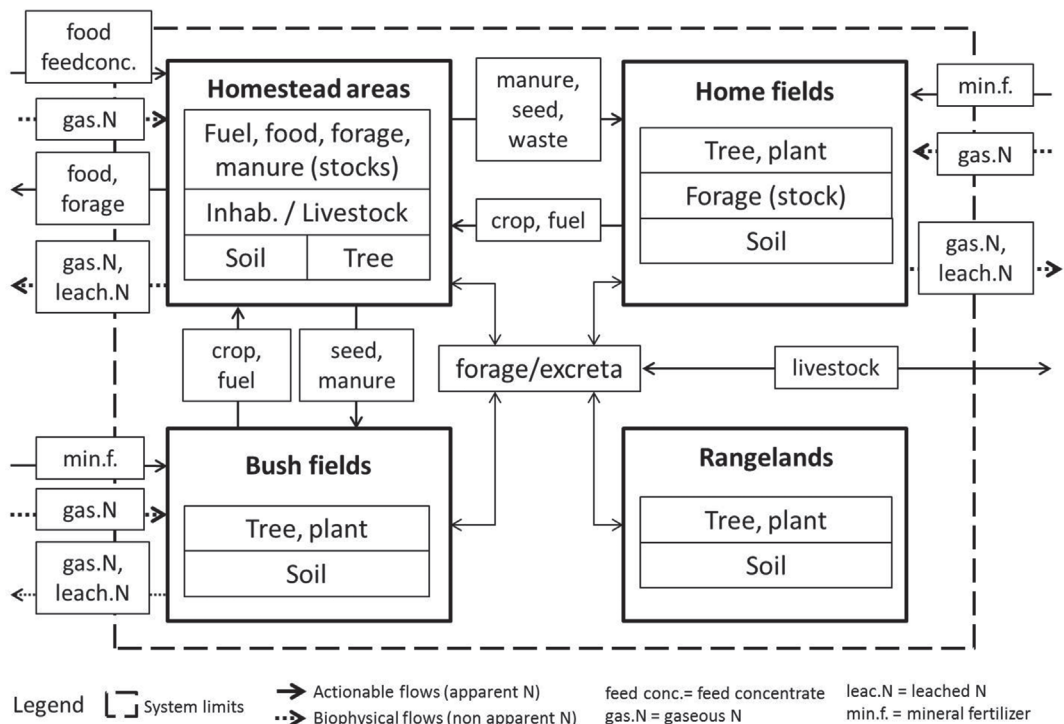 food
feedconc.
gas.N
food,
forage
gas.N,
leach.N
Homestead areas
Fuel, food, forage,
manure (stocks)
Inhab. / Livestock
Soil
Tree
manure,
seed,
waste
crop, fuel
Home fields
Tree, plant
Forage (stock)
Soil
min.f.
gas.N
gas.N,
leach.N
crop,
fuel
seed,
manure
forage/excreta
livestock
min.f.
gas.N
gas.N,
leach.N
Bush fields
Tree, plant
Soil
Rangelands
Tree, plant
Soil
Legend
System limits
Actionable flows (apparent N)
Biophysical flows (non apparent N)
feed conc.= feed concentrate
gas.N = gaseous N
leac.N = leached N
min.f. = mineral fertilizer